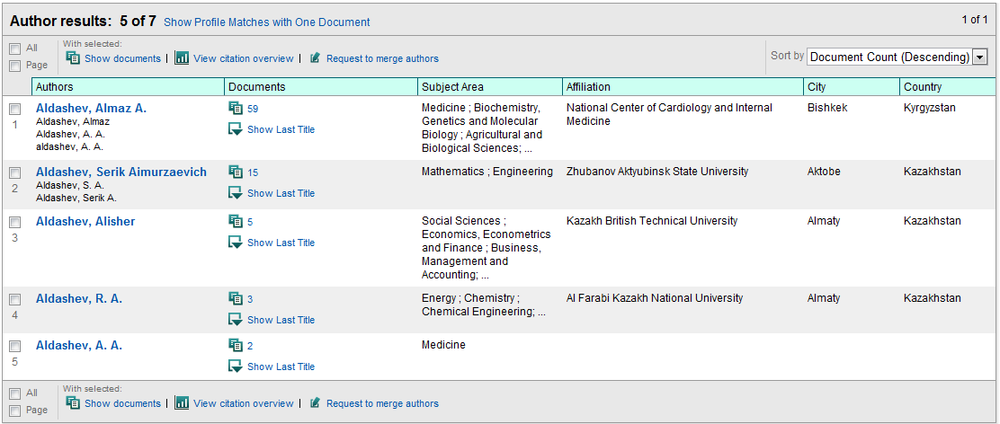 Author results: 5 of 7 Show Profile Matches with One Document 1 of 1
All
Page
With selected:
Show documents | View citation overview | Request to merge authors
Sort by Document Count (Descending)
Authors Documents Subject Area Affiliation City Country
1
Aldashev, Almaz A.
Aldashev, Almaz
Aldashev, A. A.
aldashev, A. A.
59
Show Last Title
Medicine ; Biochemistry,
Genetics and Molecular
Biology ; Agricultural and
Biological Sciences; ...
National Center of Cardiology and Internal
Medicine
Bishkek
Kyrgyzstan
2
Aldashev, Serik Aimurzaevich
Aldashev, S. A.
Aldashev, Serik A.
15
Show Last Title
Mathematics ; Engineering
Zhubanov Aktyubinsk State University
Aktobe
Kazakhstan
3
Aldashev, Alisher
5
Show Last Title
Social Sciences ;
Economics, Econometrics
and Finance ; Business,
Management and
Accounting; ...
Kazakh British Technical University
Almaty
Kazakhstan
4
Aldashev, R. A.
3
Show Last Title
Energy ; Chemistry ;
Chemical Engineering; ...
Al Farabi Kazakh National University
Almaty
Kazakhstan
5
Aldashev, A. A.
2
Show Last Title
Medicine
All
Page
With selected:
Show documents | View citation overview | Request to merge authors